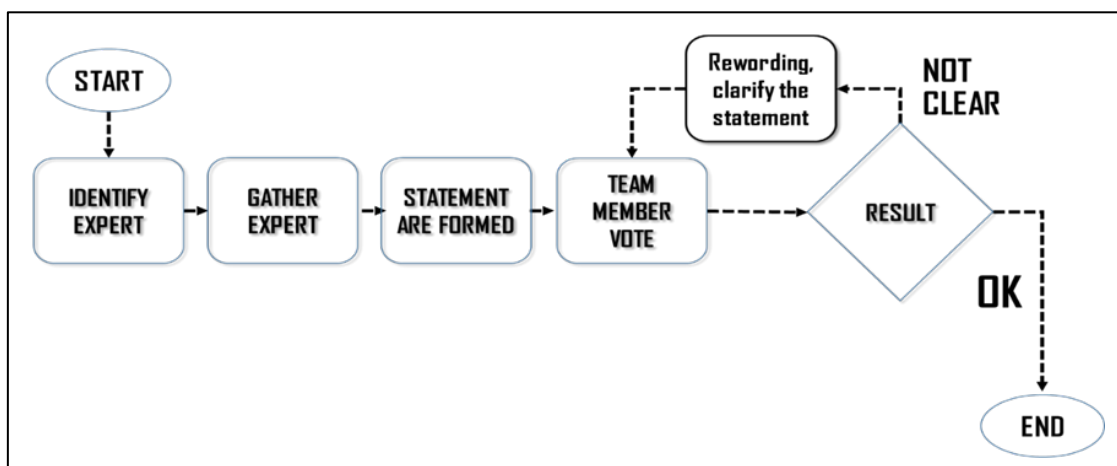 START
IDENTIFY
EXPERT
GATHER
EXPERT
STATEMENT
ARE FORMED
TEAM
MEMBER
VOTE
Rewording,
clarify the
statement
NOT
CLEAR
RESULT
OK
END